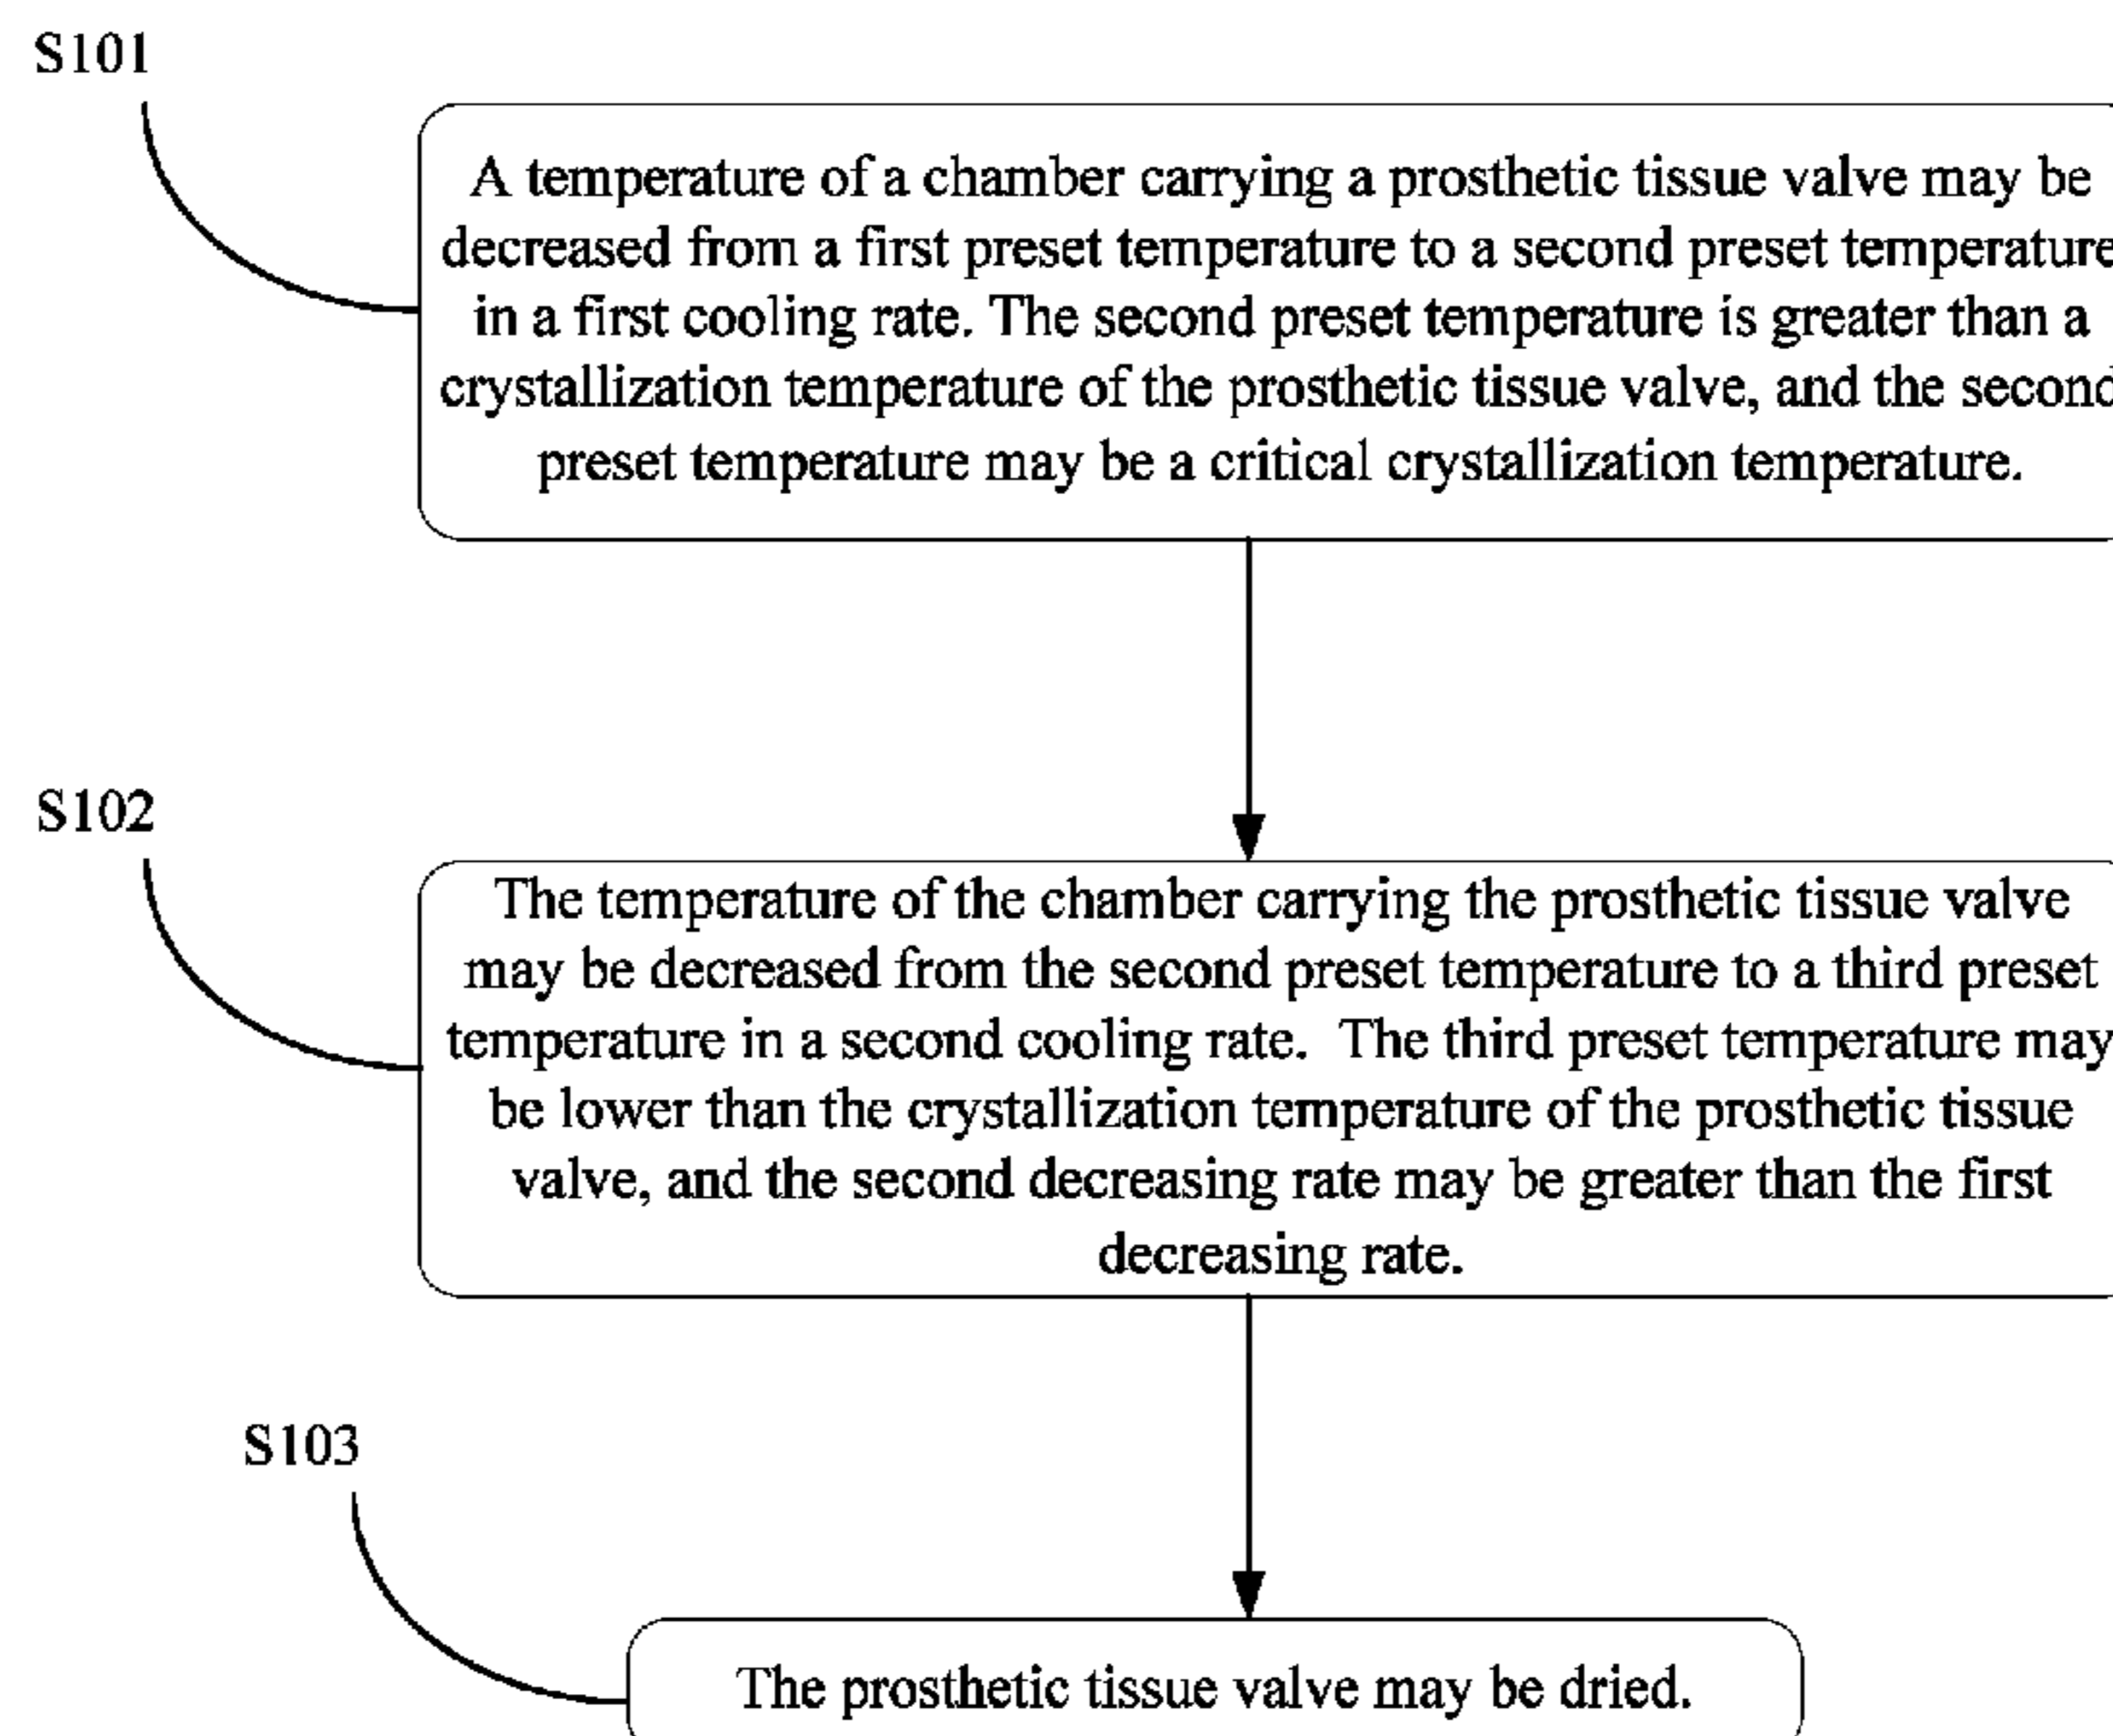 S101
A temperature of a chamber carrying a prosthetic tissue valve may be
decreased from a first preset temperature to a second preset temperature
in a first cooling rate. The second preset temperature is greater than a
crystallization temperature of the prosthetic tissue valve, and the second
preset temperature may be a critical crystallization temperature.
S102
The temperature of the chamber carrying the prosthetic tissue valve
may be decreased from the second preset temperature to a third preset
temperature in a second cooling rate. The third preset temperature may
be lower than the crystallization temperature of the prosthetic tissue
valve, and the second decreasing rate may be greater than the first
decreasing rate.
S103
The prosthetic tissue valve may be dried.